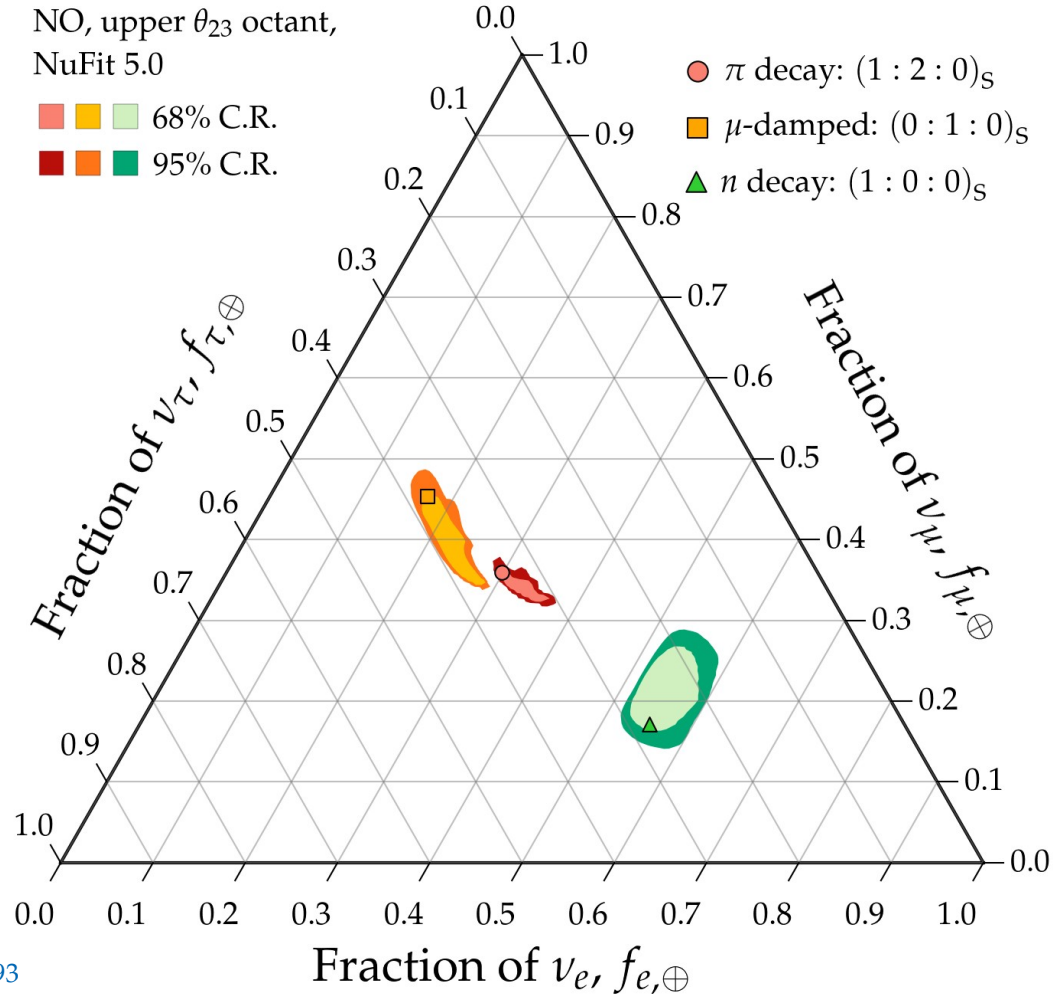 NO, upper θ₂₃ octant,
NuFit 5.0
68% C.R.
95% C.R.
π decay: (1 : 2 : 0)S
μ-damped: (0 : 1 : 0)S
n decay: (1 : 0 : 0)S
0.0
0.1
0.2
0.3
0.4
0.5
0.6
0.7
0.8
0.9
1.0
Fraction of ντ, fτ,⊕
1.0
0.9
0.8
0.7
0.6
0.5
0.4
0.3
0.2
0.1
0.0
Fraction of νμ, fμ,⊕
0.0 0.1 0.2 0.3 0.4 0.5 0.6 0.7 0.8 0.9 1.0
Fraction of νe, fe,⊕
93